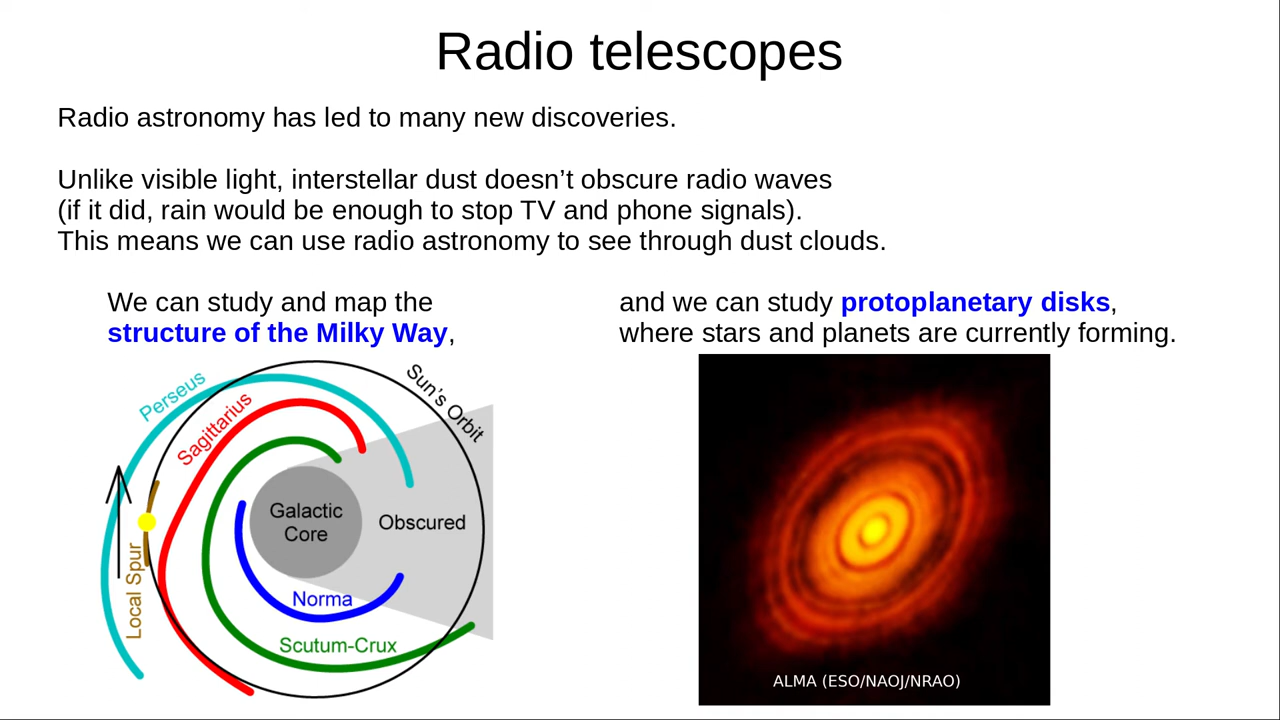 Radio telescopes
Radio astronomy has led to many new discoveries.
Unlike visible light, interstellar dust doesn’t obscure radio waves
(if it did, rain would be enough to stop TV and phone signals).
This means we can use radio astronomy to see through dust clouds.
We can study and map the
structure of the Milky Way,
and we can study protoplanetary disks,
where stars and planets are currently forming.
Perseus
Sagittarius
Sun's Orbit
Galactic
Core
Obscured
Local Spur
Norma
Scutum-Crux
ALMA (ESO/NAOJ/NRAO)